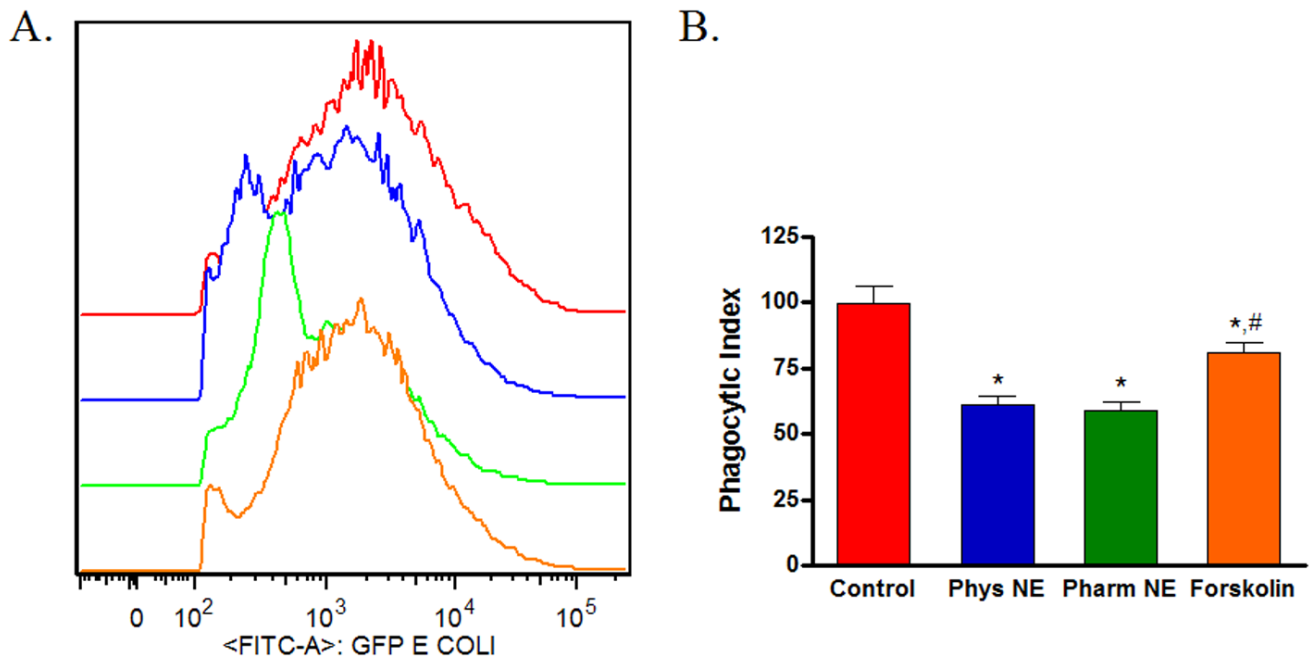 A.
B.
0 10² 10³ 10⁴ 10⁵
<FITC-A>: GFP E COLI
Phagocytic Index
125
100
75
50
25
0
*
*
*,#
Control Phys NE Pharm NE Forskolin